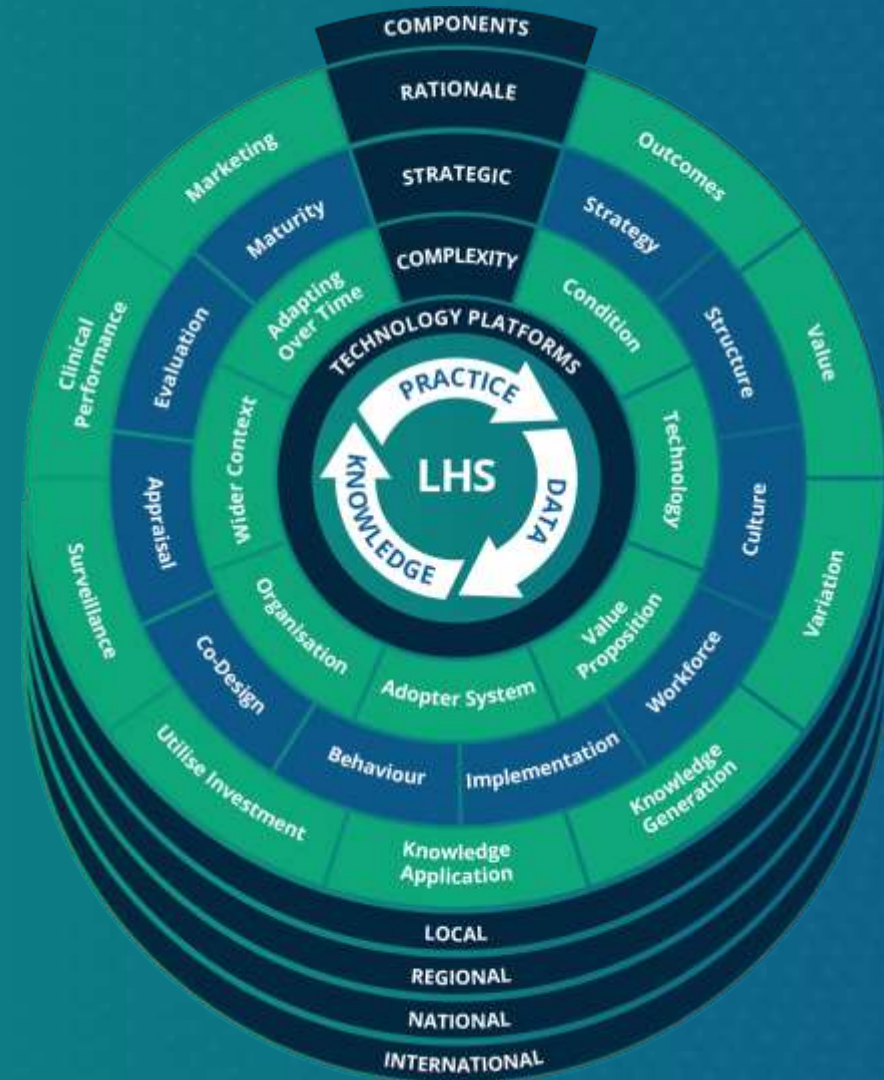 COMPONENTS
RATIONALE
STRATEGIC
COMPLEXITY
TECHNOLOGY PLATFORMS
PRACTICE
DATA
KNOWLEDGE
LHS
Outcomes
Value
Variation
Knowledge
Generation
Knowledge
Application
Utilise Investment
Surveillance
Clinical
Performance
Marketing
Strategy
Structure
Culture
Workforce
Implementation
Behaviour
Co-Design
Appraisal
Evaluation
Maturity
Condition
Technology
Value
Proposition
Adopter System
Organisation
Wider Context
Adapting
Over Time
LOCAL
REGIONAL
NATIONAL
INTERNATIONAL